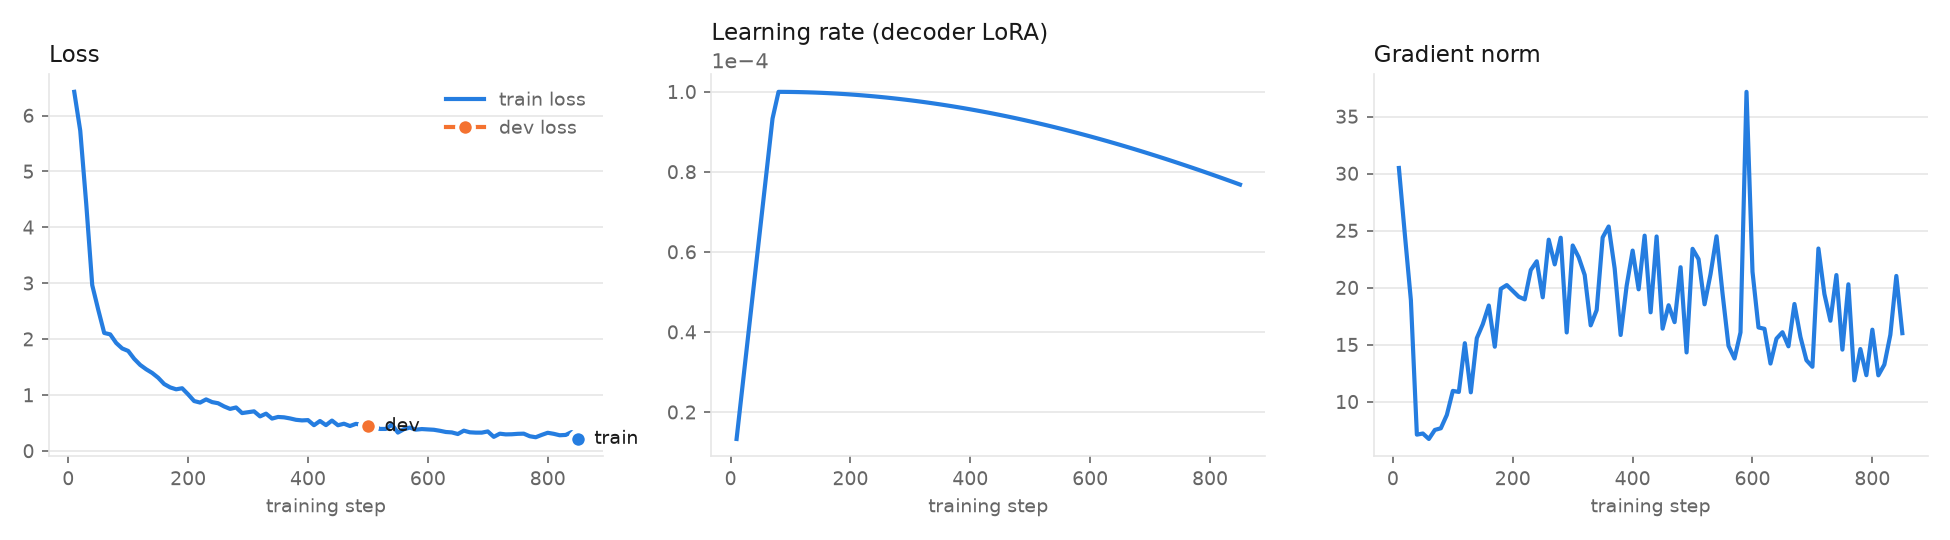 Loss
train loss
dev loss
6
5
4
3
2
1
0
dev
train
0 200 400 600 800
training step
Learning rate (decoder LoRA)
1e−4
1.0
0.8
0.6
0.4
0.2
0 200 400 600 800
training step
Gradient norm
35
30
25
20
15
10
0 200 400 600 800
training step